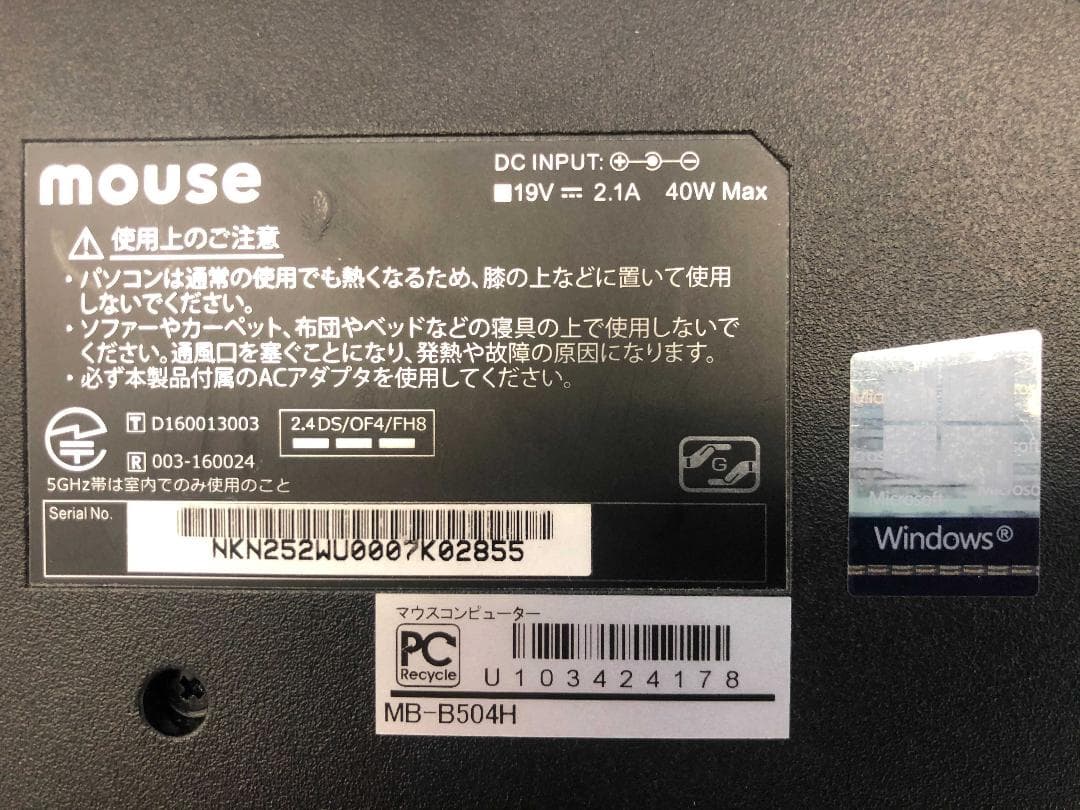 mouse
DC INPUT:
19V 2.1A 40W Max
使用上のご注意
・パソコンは通常の使用でも熱くなるため、膝の上などに置いて使用
しないでください。
・ソファーやカーペット、布団やベッドなどの寝具の上で使用しないで
ください。通風口を塞ぐことになり、発熱や故障の原因になります。
・必ず本製品付属のACアダプタを使用してください。
T D160013003
2.4DS/OF4/FH8
R 003-160024
5GHz帯は室内でのみ使用のこと
G
Serial No.
NKN252WU0007K02855
Microsoft
Windows®
マウスコンピューター
PC
Recycle
U103424178
MB-B504H